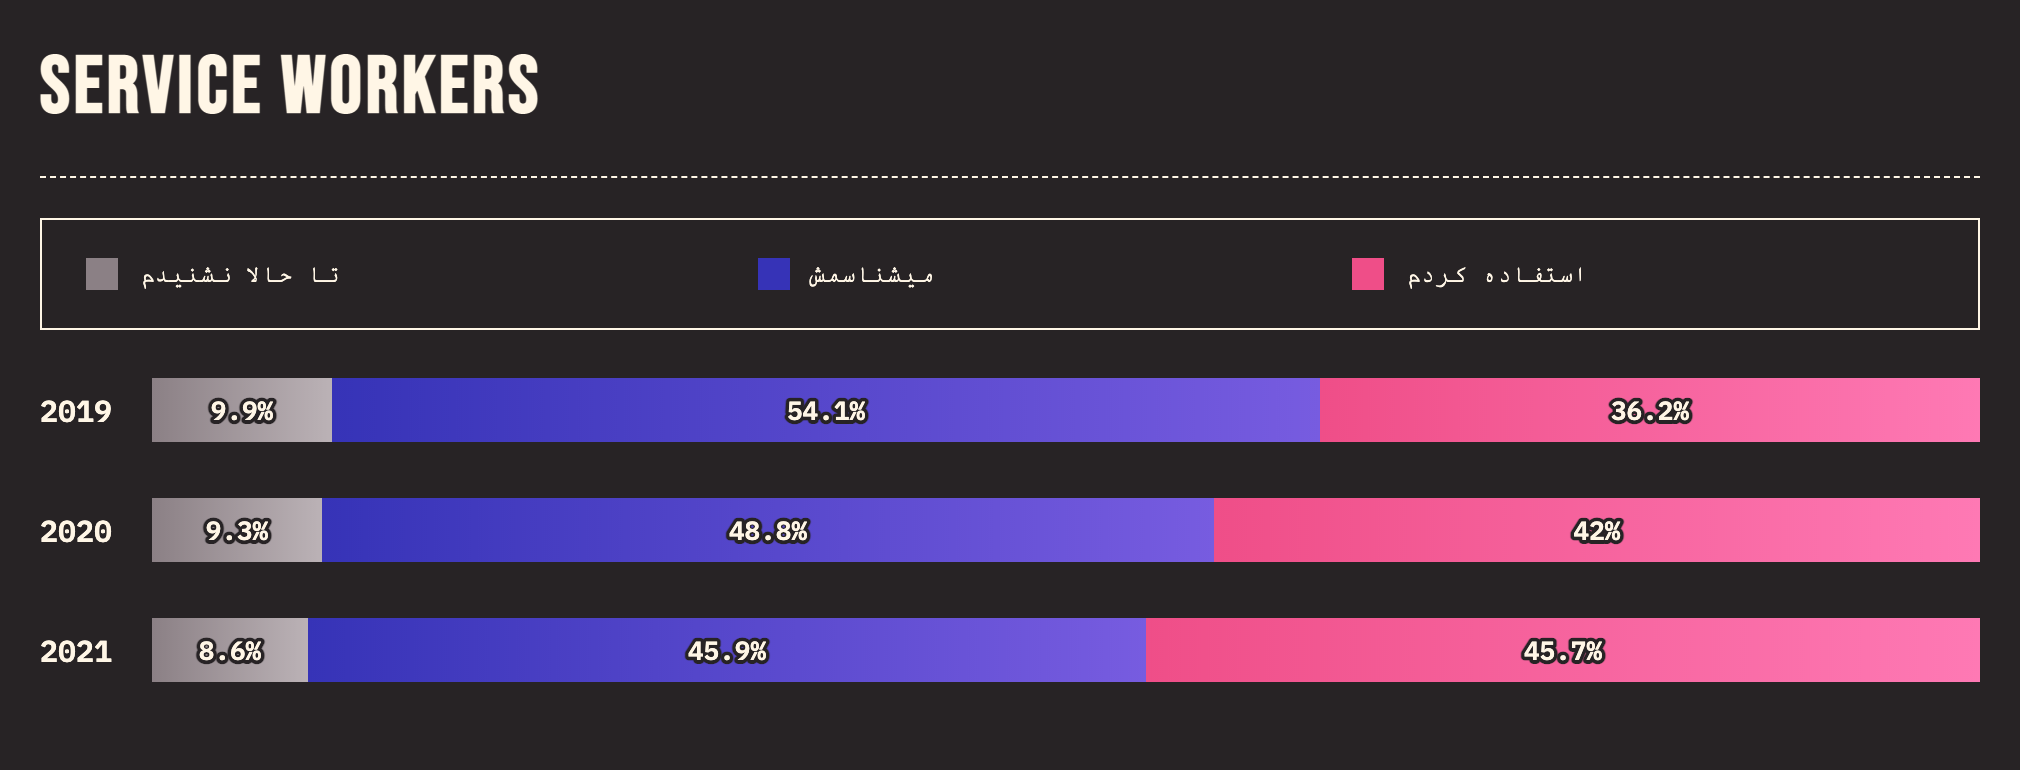 SERVICE WORKERS
تا حالا نشنیدم
میشناسمش
استفاده کردم
2019 9.9% 54.1% 36.2%
2020 9.3% 48.8% 42%
2021 8.6% 45.9% 45.7%